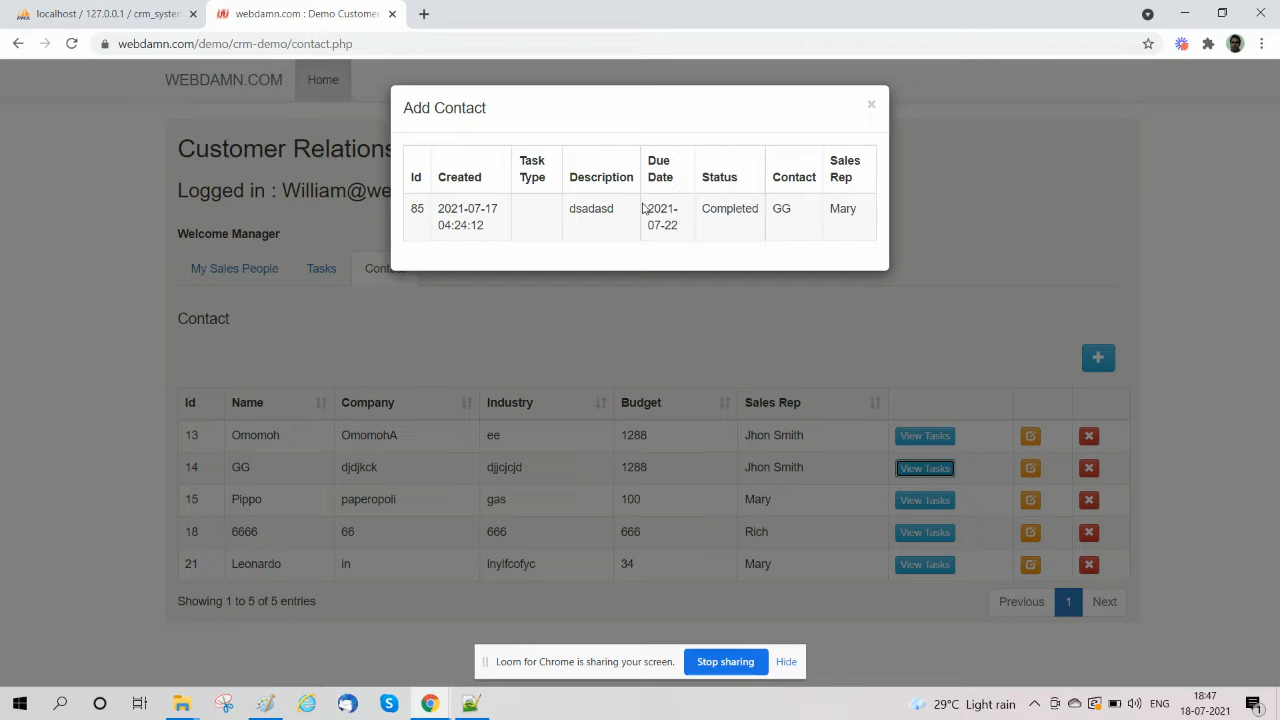 localhost / 127.0.0.1 / crm_system
webdamn.com : Demo Customer
webdamn.com/demo/crm-demo/contact.php
WEBDAMN.COM
Home
Add Contact
×
Customer Relations
Logged in : William@we
Welcome Manager
My Sales People
Tasks
Conta
Id Created Task Type Description Due Date Status Contact Sales Rep
85 2021-07-17 04:24:12 dsadasd 2021-07-22 Completed GG Mary
Contact
Id Name Company Industry Budget Sales Rep
13 Omomoh OmomohA ee 1288 Jhon Smith View Tasks
14 GG djdjkck djjcjcjd 1288 Jhon Smith View Tasks
15 Pippo paperopoli gas 100 Mary View Tasks
18 6666 66 666 666 Rich View Tasks
21 Leonardo in 34 Mary View Tasks
Showing 1 to 5 of 5 entries
Previous 1 Next
Loom for Chrome is sharing your screen. Stop sharing Hide
29°C Light rain
ENG
18:47
18-07-2021